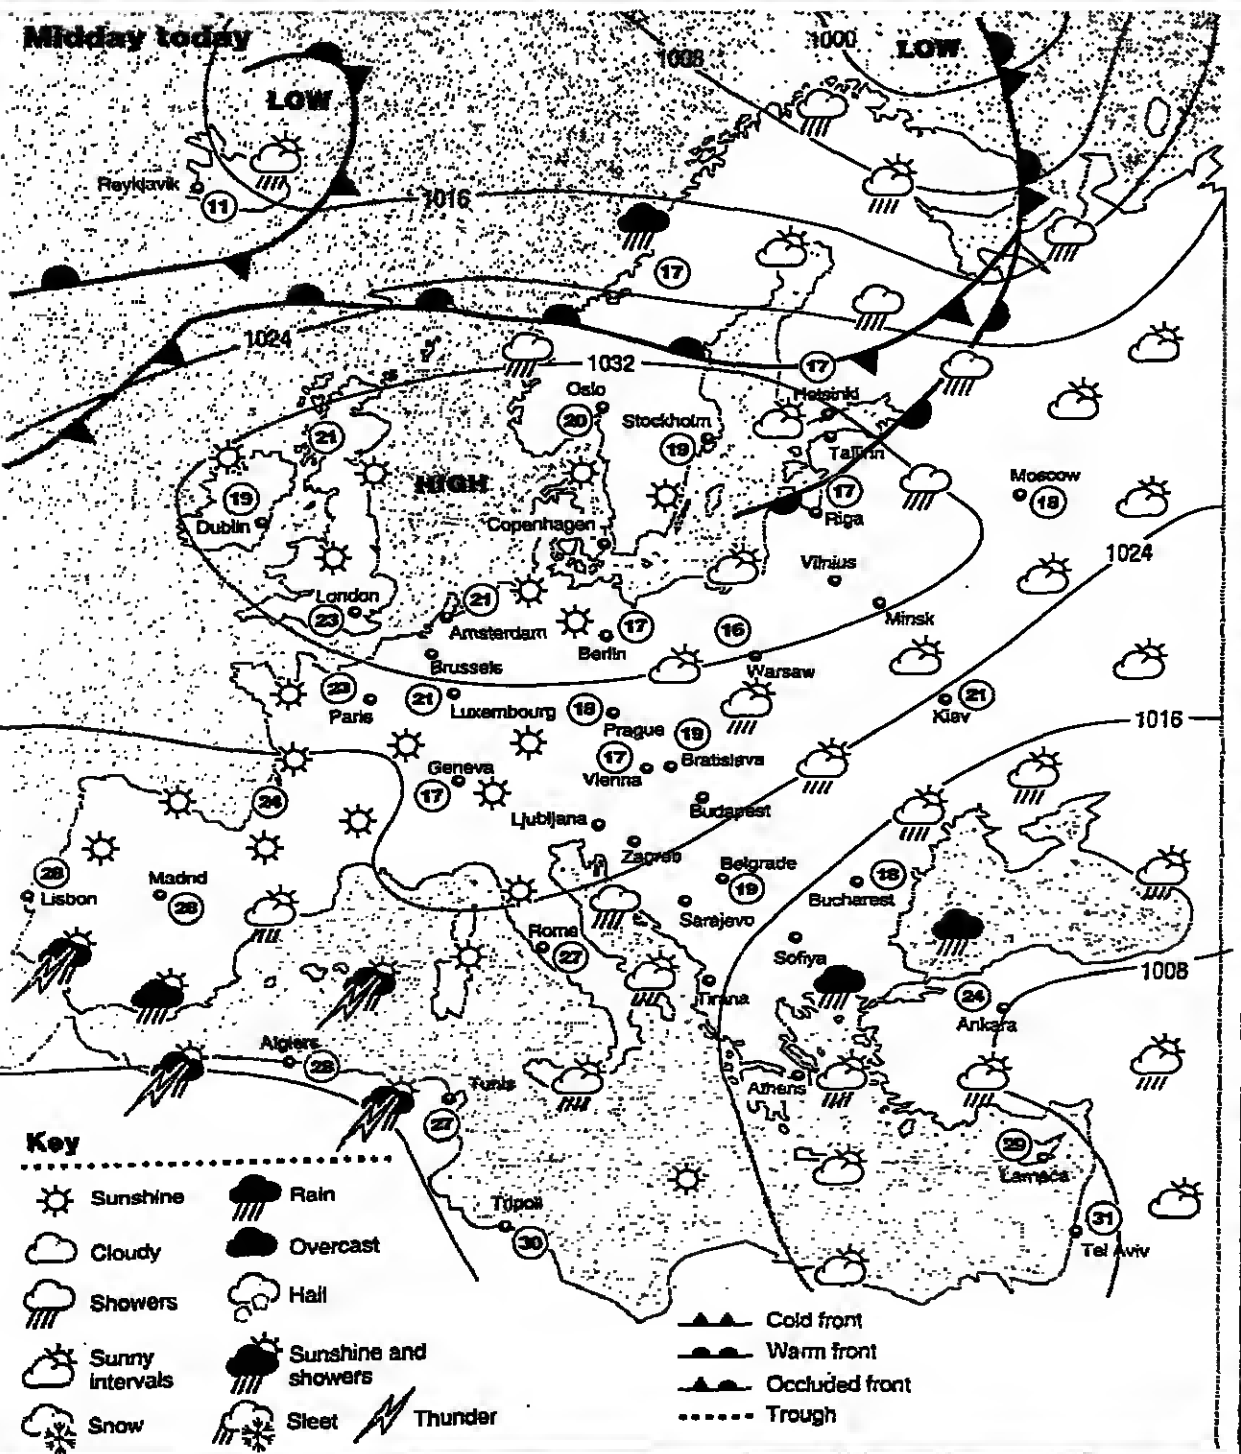 Midday today
LOW
1008
1000
LOW
Reykjavik
11
1016
17
1024
1032
17
Helsinki
Oslo
20
Stockholm
19
21
Tallinn
HIGH
19
Dublin
17
Riga
Moscow
18
Copenhagen
1024
Vilnius
London
23
21
Amsterdam
Minsk
17
Berlin
16
Warsaw
Brussels
23
Paris
21
Luxembourg
18
Prague
Kiev
21
1016
19
Bratislava
17
Vienna
Geneva
17
24
Budapest
Ljubljana
Zagreb
Belgrade
19
28
Lisbon
Madrid
28
Bucharest
18
Sarajevo
Rome
27
Sofiya
1008
Tirana
24
Ankara
Algiers
28
Athens
Tunis
27
29
Larnaca
Tripoli
30
31
Tel Aviv
Key
Sunshine
Rain
Cloudy
Overcast
Showers
Hail
Sunny
intervals
Sunshine and
showers
Snow
Sleet
Thunder
Cold front
Warm front
Occluded front
Trough